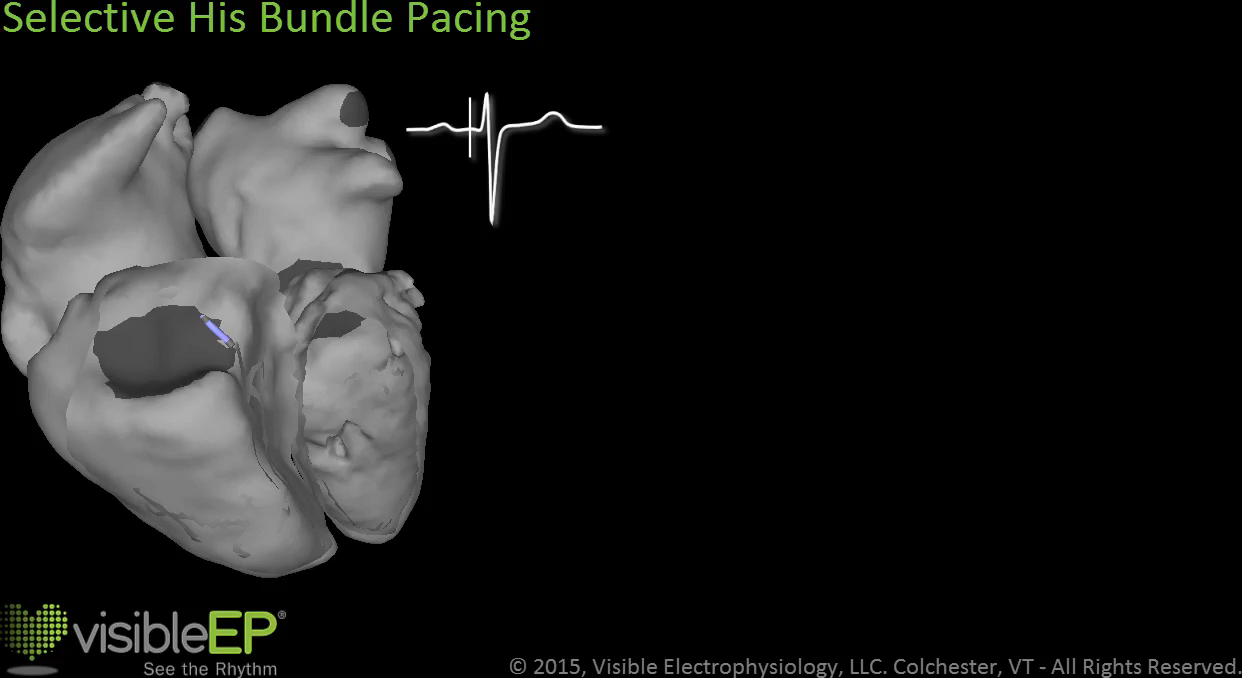 Selective His Bundle Pacing
visibleEP®
See the Rhythm
© 2015, Visible Electrophysiology, LLC. Colchester, VT - All Rights Reserved.